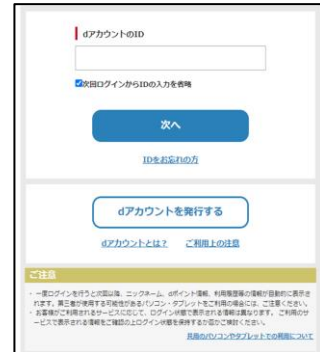 dアカウントのID
次回ログインからIDの入力を省略
次へ
IDをお忘れの方
dアカウントを発行する
dアカウントとは？ ご利用上の注意
ご注意
・ 一度ログインを行うと次回以降、ニックネーム、dポイント情報、利用履歴等の情報が自動的に表示さ
れます。第三者が使用する可能性があるパソコン・タブレットをご利用の場合には、ご注意ください。
・ お客様がご利用されるサービスに応じて、ログイン状態で表示される情報は異なります。 ご利用のサ
ービスで表示される情報をご確認の上ログイン状態を保持するか否かご検討ください。
共用のパソコンやタブレットでの利用について